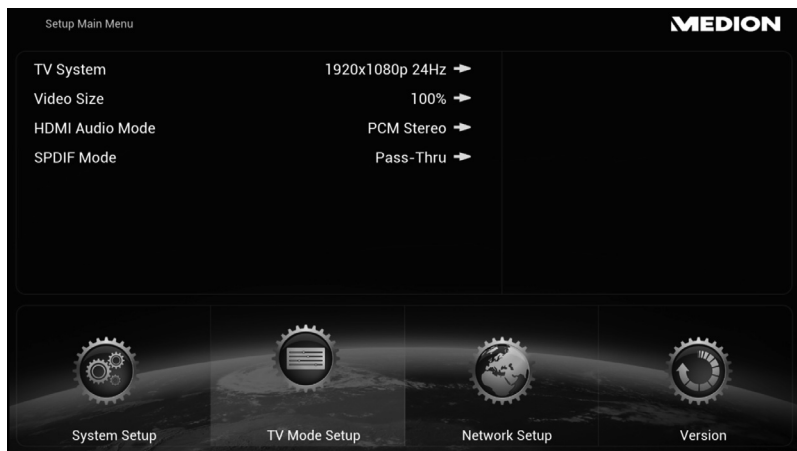 Setup Main Menu
MEDION
TV System 1920x1080p 24Hz
Video Size 100%
HDMI Audio Mode PCM Stereo
SPDIF Mode Pass-Thru
System Setup TV Mode Setup Network Setup Version